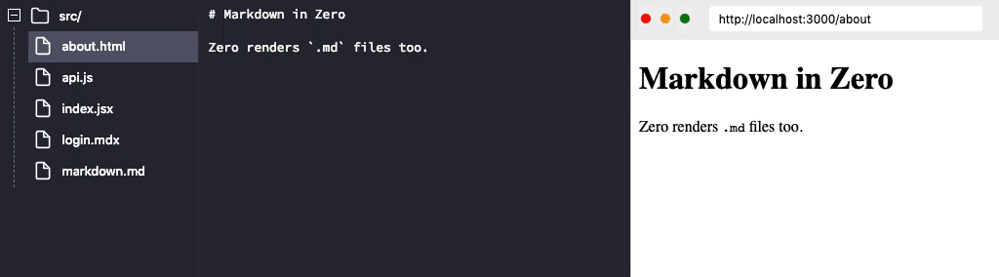 src/
about.html
api.js
index.jsx
login.mdx
markdown.md
# Markdown in Zero
Zero renders `.md` files too.
http://localhost:3000/about
Markdown in Zero
Zero renders .md files too.